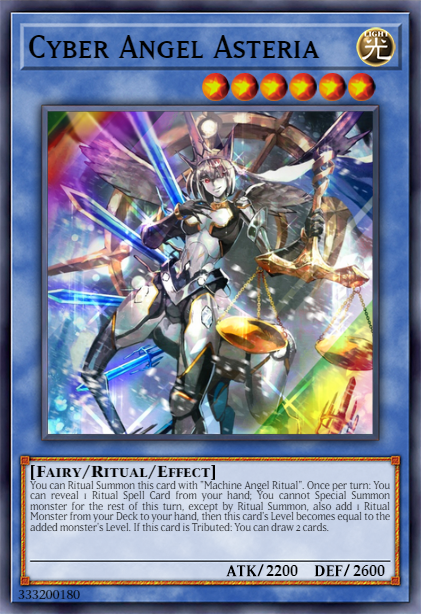 CYBER ANGEL ASTERIA
LIGHT
光
[FAIRY/RITUAL/EFFECT]
You can Ritual Summon this card with "Machine Angel Ritual". Once per turn: You
can reveal 1 Ritual Spell Card from your hand; You cannot Special Summon
monster for the rest of this turn, except by Ritual Summon, also add 1 Ritual
Monster from your Deck to your hand, then this card's Level becomes equal to the
added monster's Level. If this card is Tributed: You can draw 2 cards.
ATK/2200 DEF/2600
333200180